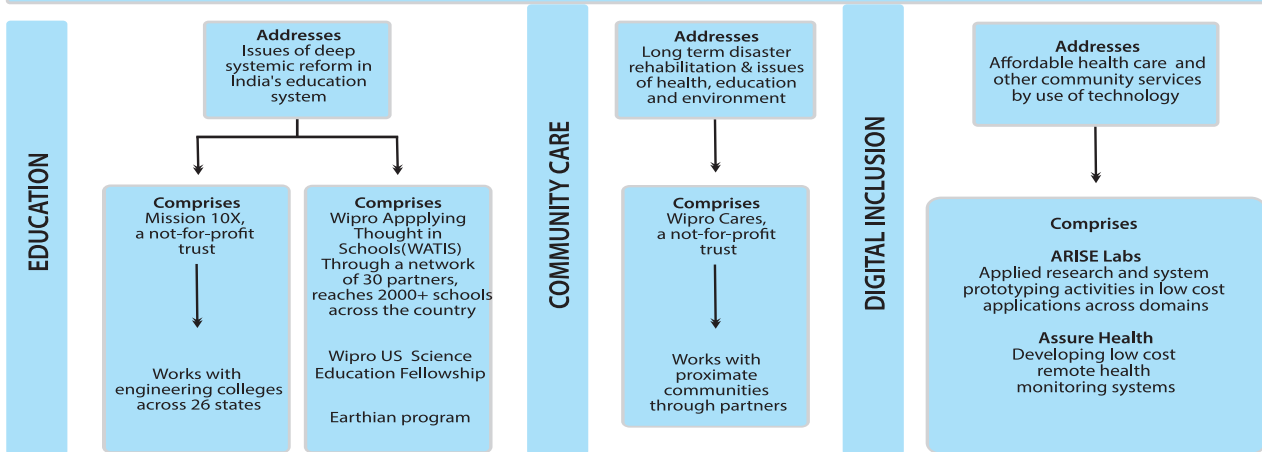 EDUCATION
Addresses
Issues of deep
systemic reform in
India's education
system
Comprises
Mission 10X,
a not-for-profit
trust
Works with
engineering colleges
across 26 states
Comprises
Wipro Appplying
Thought in
Schools(WATIS)
Through a network
of 30 partners,
reaches 2000+ schools
across the country
Wipro US Science
Education Fellowship
Earthian program
COMMUNITY CARE
Addresses
Long term disaster
rehabilitation & issues
of health, education
and environment
Comprises
Wipro Cares,
a not-for-profit
trust
Works with
proximate
communities
through partners
DIGITAL INCLUSION
Addresses
Affordable health care and
other community services
by use of technology
Comprises
ARISE Labs
Applied research and system
prototyping activities in low cost
applications across domains
Assure Health
Developing low cost
remote health
monitoring systems